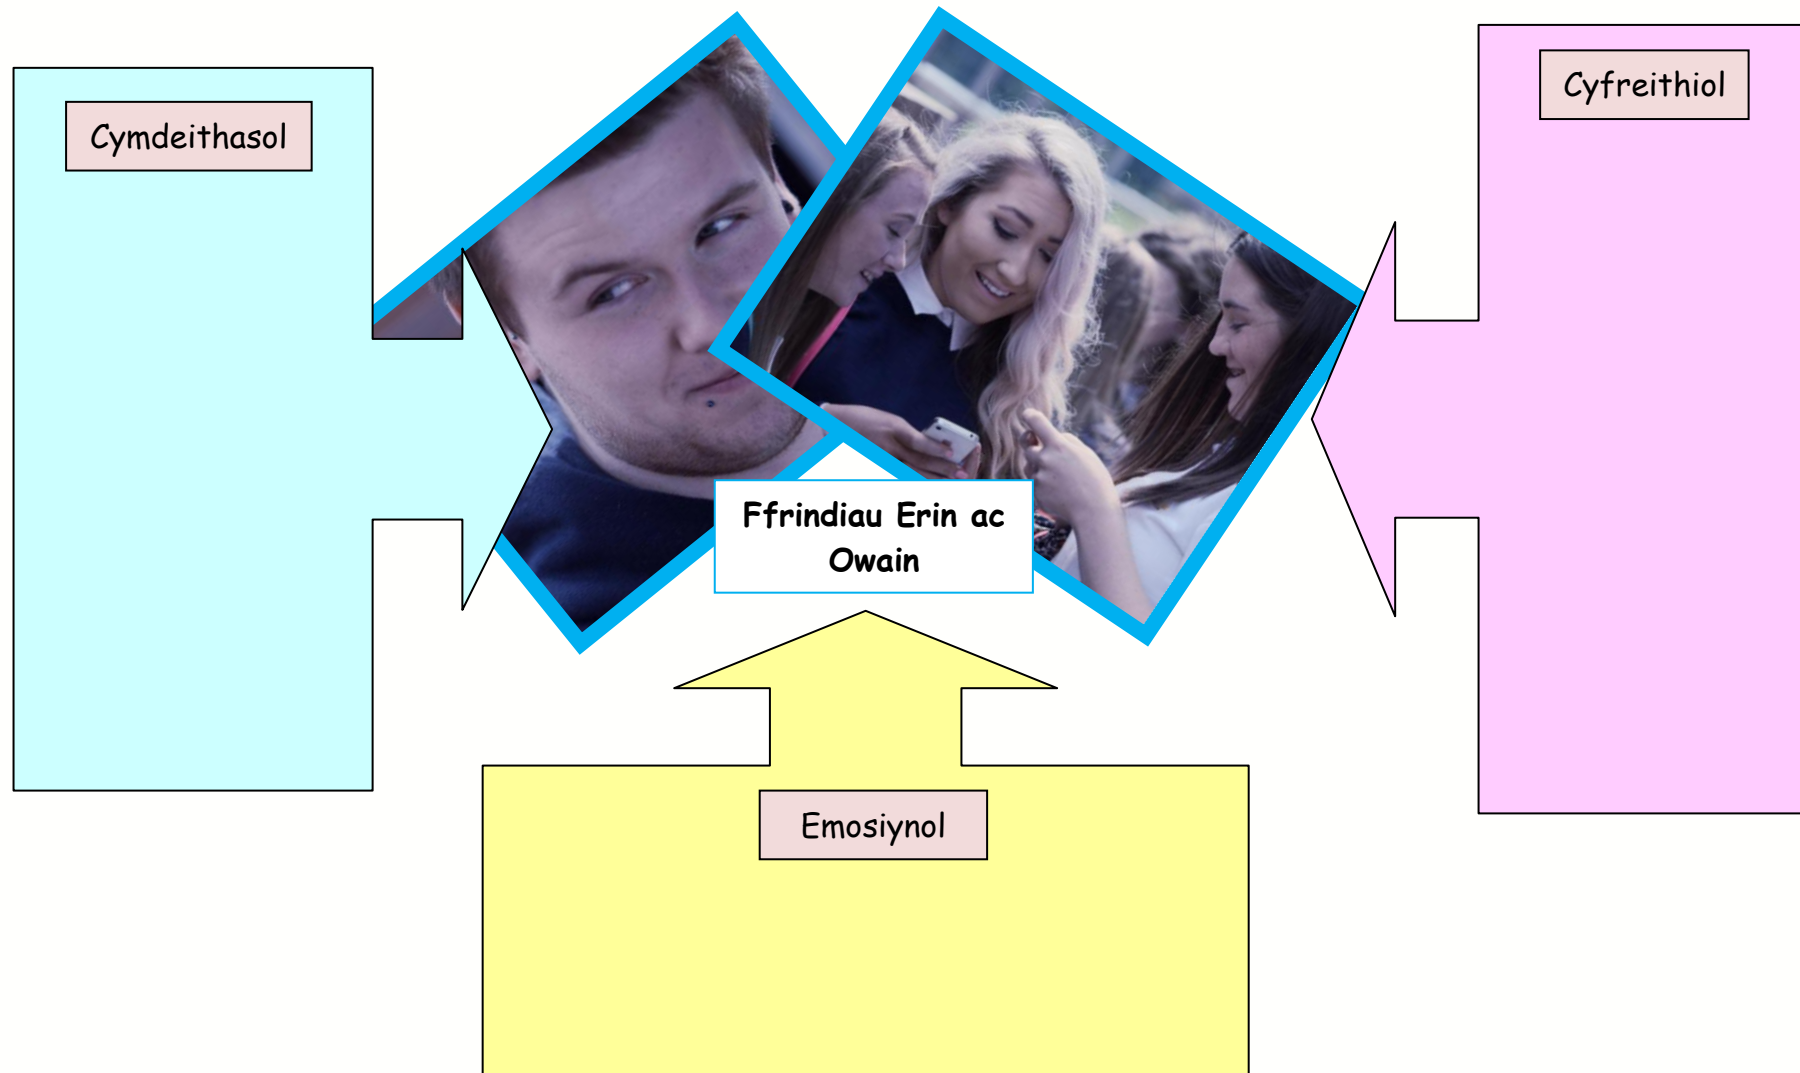 Cymdeithasol
Cyfreithiol
Ffrindiau Erin ac
Owain
Emosiynol